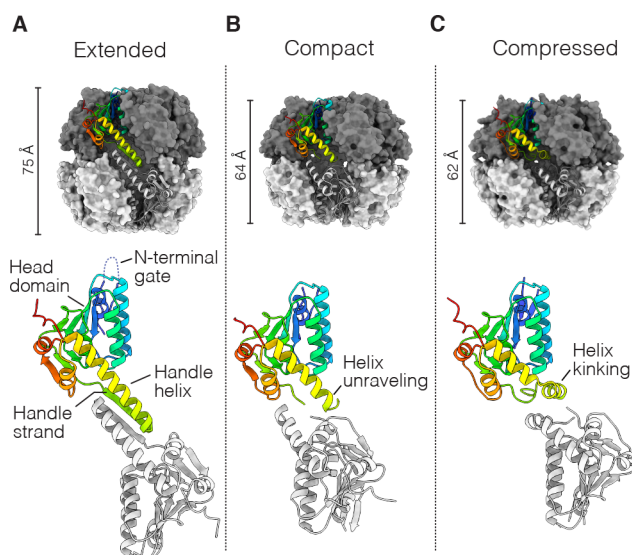 A
Extended
B
Compact
C
Compressed
75 Å
64 Å
62 Å
N-terminal
gate
Head
domain
Handle
helix
Handle
strand
Helix
unraveling
Helix
kinking